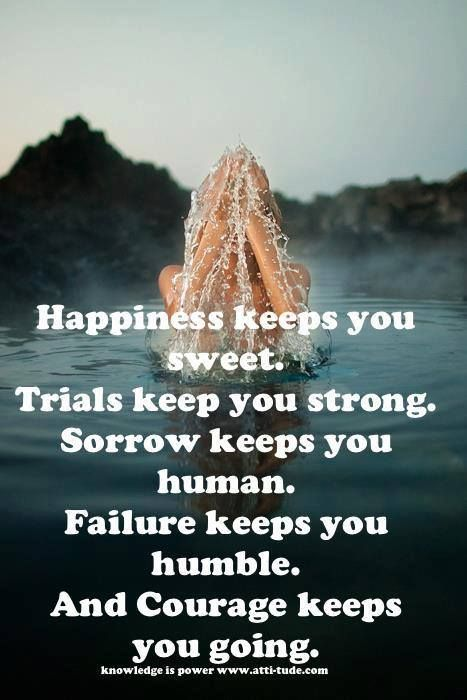 Happiness keeps you
sweet.
Trials keep you strong.
Sorrow keeps you
human.
Failure keeps you
humble.
And Courage keeps
you going.
knowledge is power www.atti-tude.com